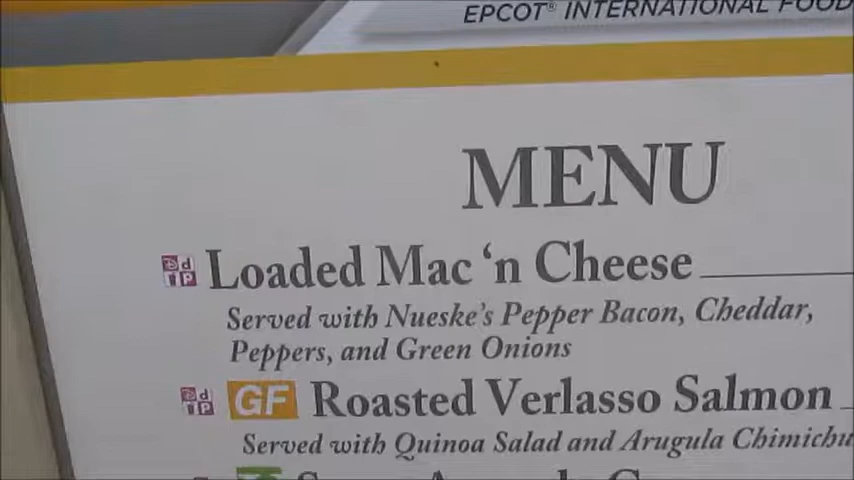 EPCOT® INTERNATIONAL FOOD
MENU
Loaded Mac ‘n Cheese
Served with Nueske’s Pepper Bacon, Cheddar,
Peppers, and Green Onions
GF Roasted Verlasso Salmon
Served with Quinoa Salad and Arugula Chimichu